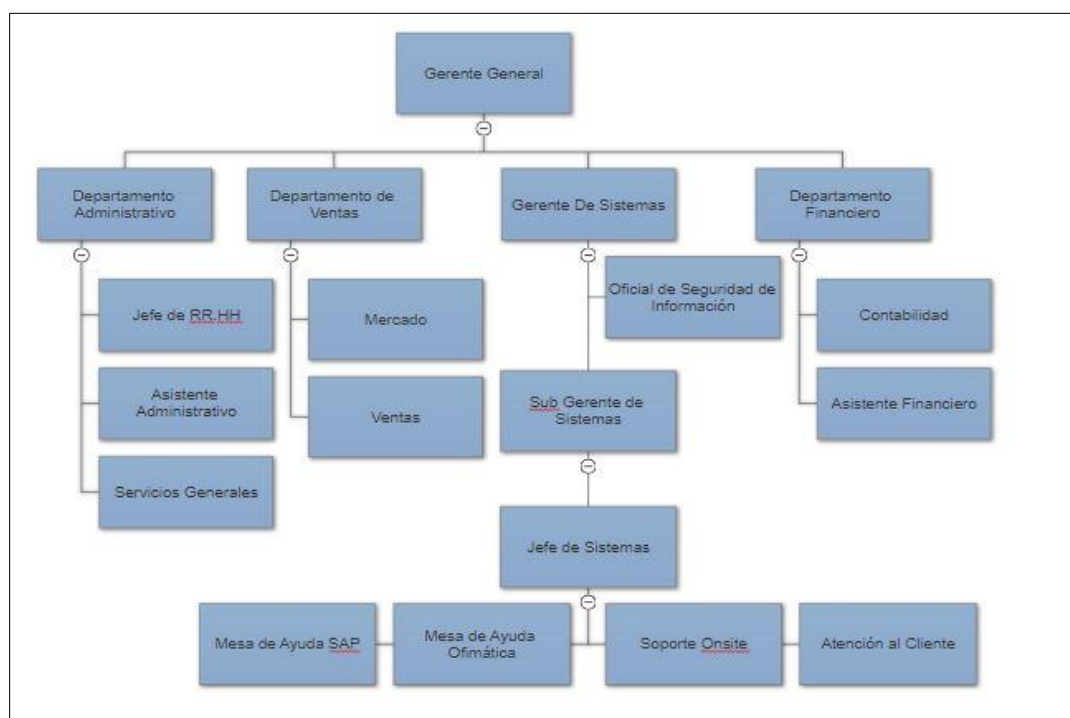 Gerente General
Departamento
Administrativo
Departamento de
Ventas
Gerente De Sistemas
Departamento
Financiero
Oficial de Seguridad de
Información
Jefe de RR.HH
Mercado
Contabilidad
Asistente
Administrativo
Ventas
Sub Gerente de
Sistemas
Asistente Financiero
Servicios Generales
Jefe de Sistemas
Mesa de Ayuda SAP
Mesa de Ayuda
Ofimática
Soporte Onsite
Atención al Cliente